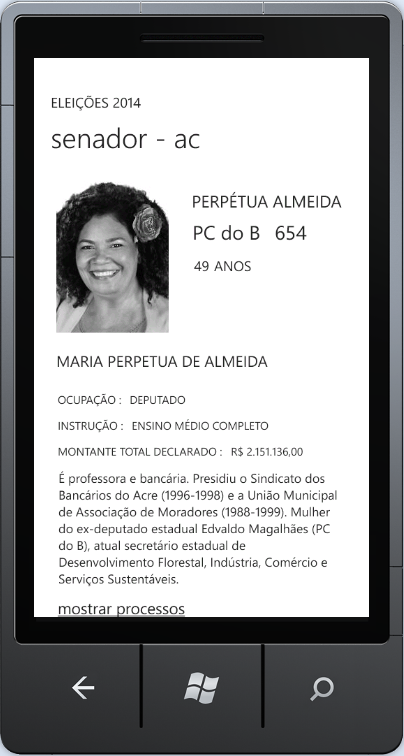 ELEIÇÕES 2014
senador - ac
PERPÉTUA ALMEIDA
PC do B 654
49 ANOS
MARIA PERPETUA DE ALMEIDA
OCUPAÇÃO : DEPUTADO
INSTRUÇÃO : ENSINO MÉDIO COMPLETO
MONTANTE TOTAL DECLARADO : R$ 2.151.136,00
É professora e bancária. Presidiu o Sindicato dos
Bancários do Acre (1996-1998) e a União Municipal
de Associação de Moradores (1988-1999). Mulher
do ex-deputado estadual Edvaldo Magalhães (PC
do B), atual secretário estadual de
Desenvolvimento Florestal, Indústria, Comércio e
Serviços Sustentáveis.
mostrar processos